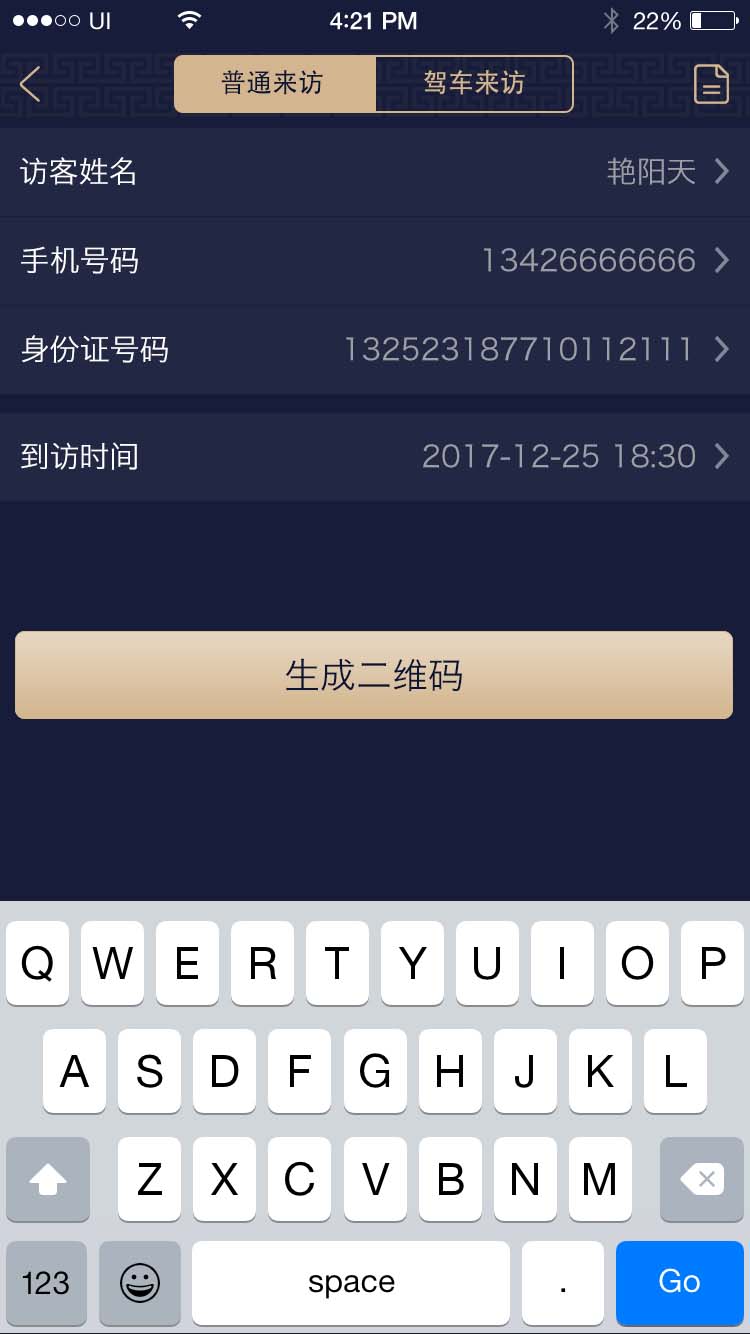 UI 4:21 PM 22%
普通来访 驾车来访
访客姓名 艳阳天
手机号码 13426666666
身份证号码 132523187710112111
到访时间 2017-12-25 18:30
生成二维码
Q W E R T Y U I O P
A S D F G H J K L
Z X C V B N M
123 space . Go